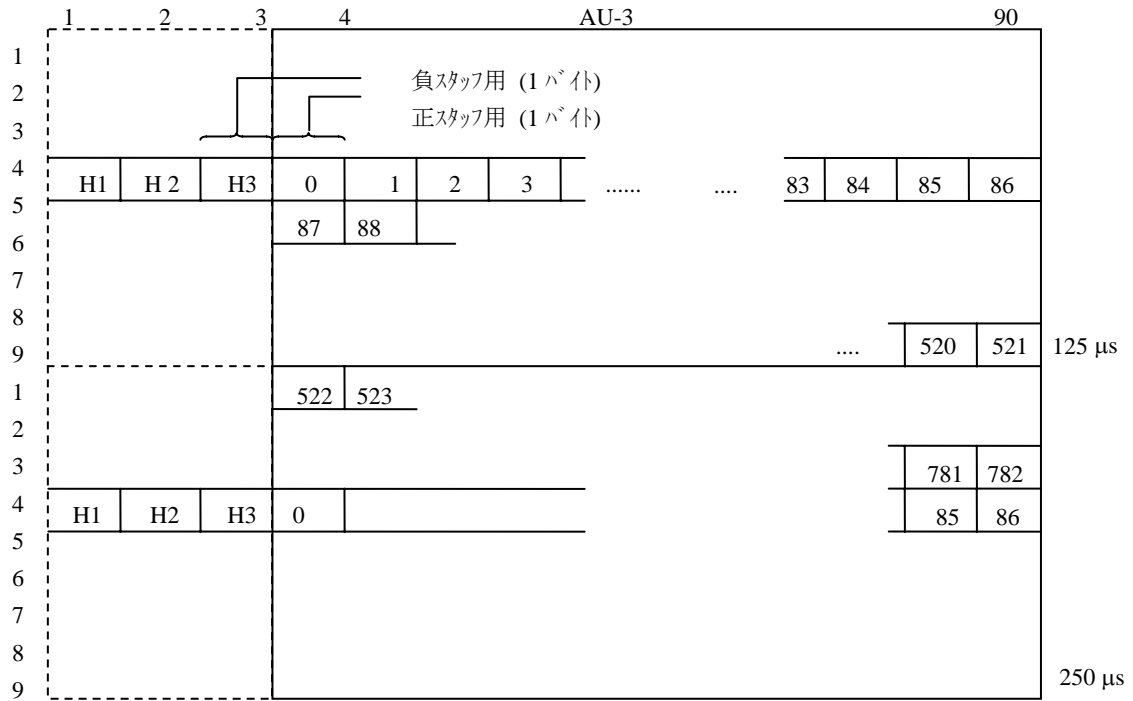 1 2 3 4 AU-3 90
1
2 負スタッフ用 (1 バイト)
3 正スタッフ用 (1 バイト)
4 H1 H 2 H3 0 1 2 3 ...... .... 83 84 85 86
5 87 88
6
7
8
9 .... 520 521 125 μs
1 522 523
2
3 781 782
4 H1 H2 H3 0 85 86
5
6
7
8
9 250 μs